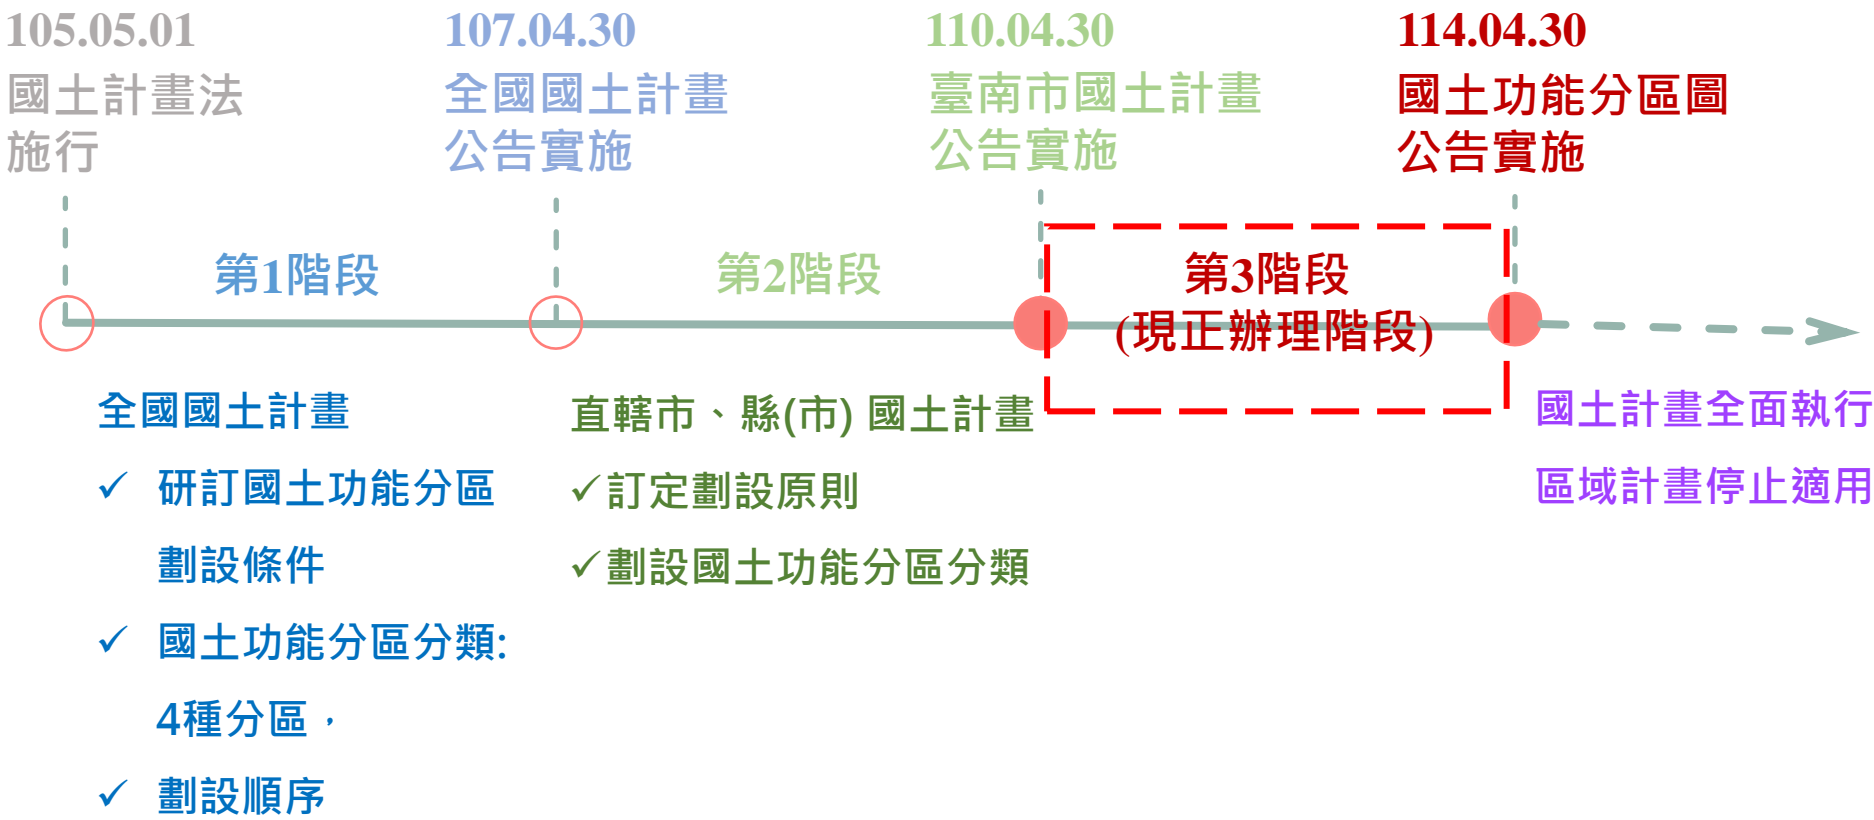 105.05.01
國土計畫法
施行
107.04.30
全國國土計畫
公告實施
110.04.30
臺南市國土計畫
公告實施
114.04.30
國土功能分區圖
公告實施
第1階段
第2階段
第3階段
(現正辦理階段)
全國國土計畫
✓ 研訂國土功能分區
劃設條件
✓ 國土功能分區分類:
4種分區，
✓ 劃設順序
直轄市、縣(市) 國土計畫
✓訂定劃設原則
✓劃設國土功能分區分類
國土計畫全面執行
區域計畫停止適用